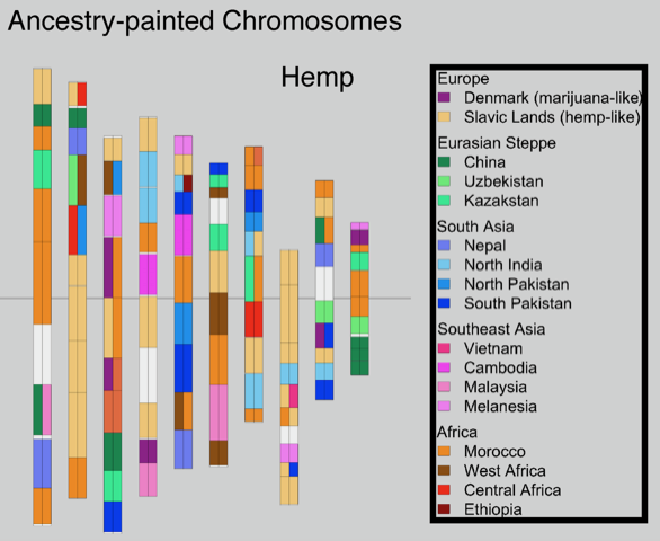 Ancestry-painted Chromosomes
Hemp
Europe
Denmark (marijuana-like)
Slavic Lands (hemp-like)
Eurasian Steppe
China
Uzbekistan
Kazakstan
South Asia
Nepal
North India
North Pakistan
South Pakistan
Southeast Asia
Vietnam
Cambodia
Malaysia
Melanesia
Africa
Morocco
West Africa
Central Africa
Ethiopia